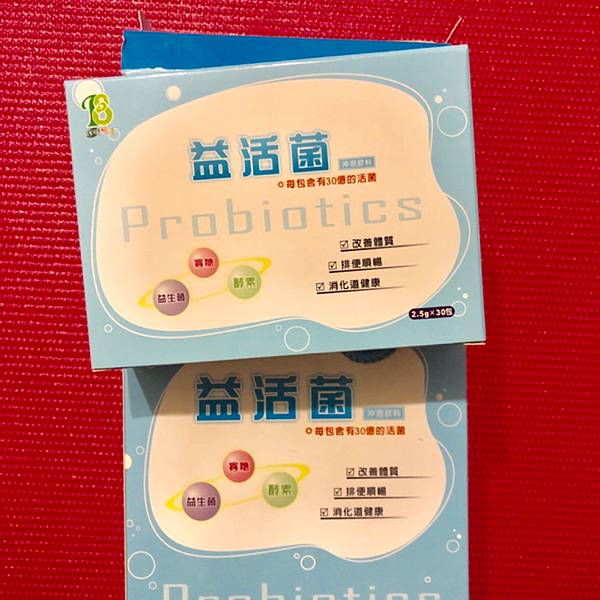 益活菌 沖泡飲料
每包含有30億的活菌
Probiotics
改善體質
寡糖
排便順暢
酵素
益生菌
消化道健康
2.5g×30包
益活菌 沖泡飲料
每包含有30億的活菌
寡糖
改善體質
益生菌
酵素
排便順暢
消化道健康
Probiotics